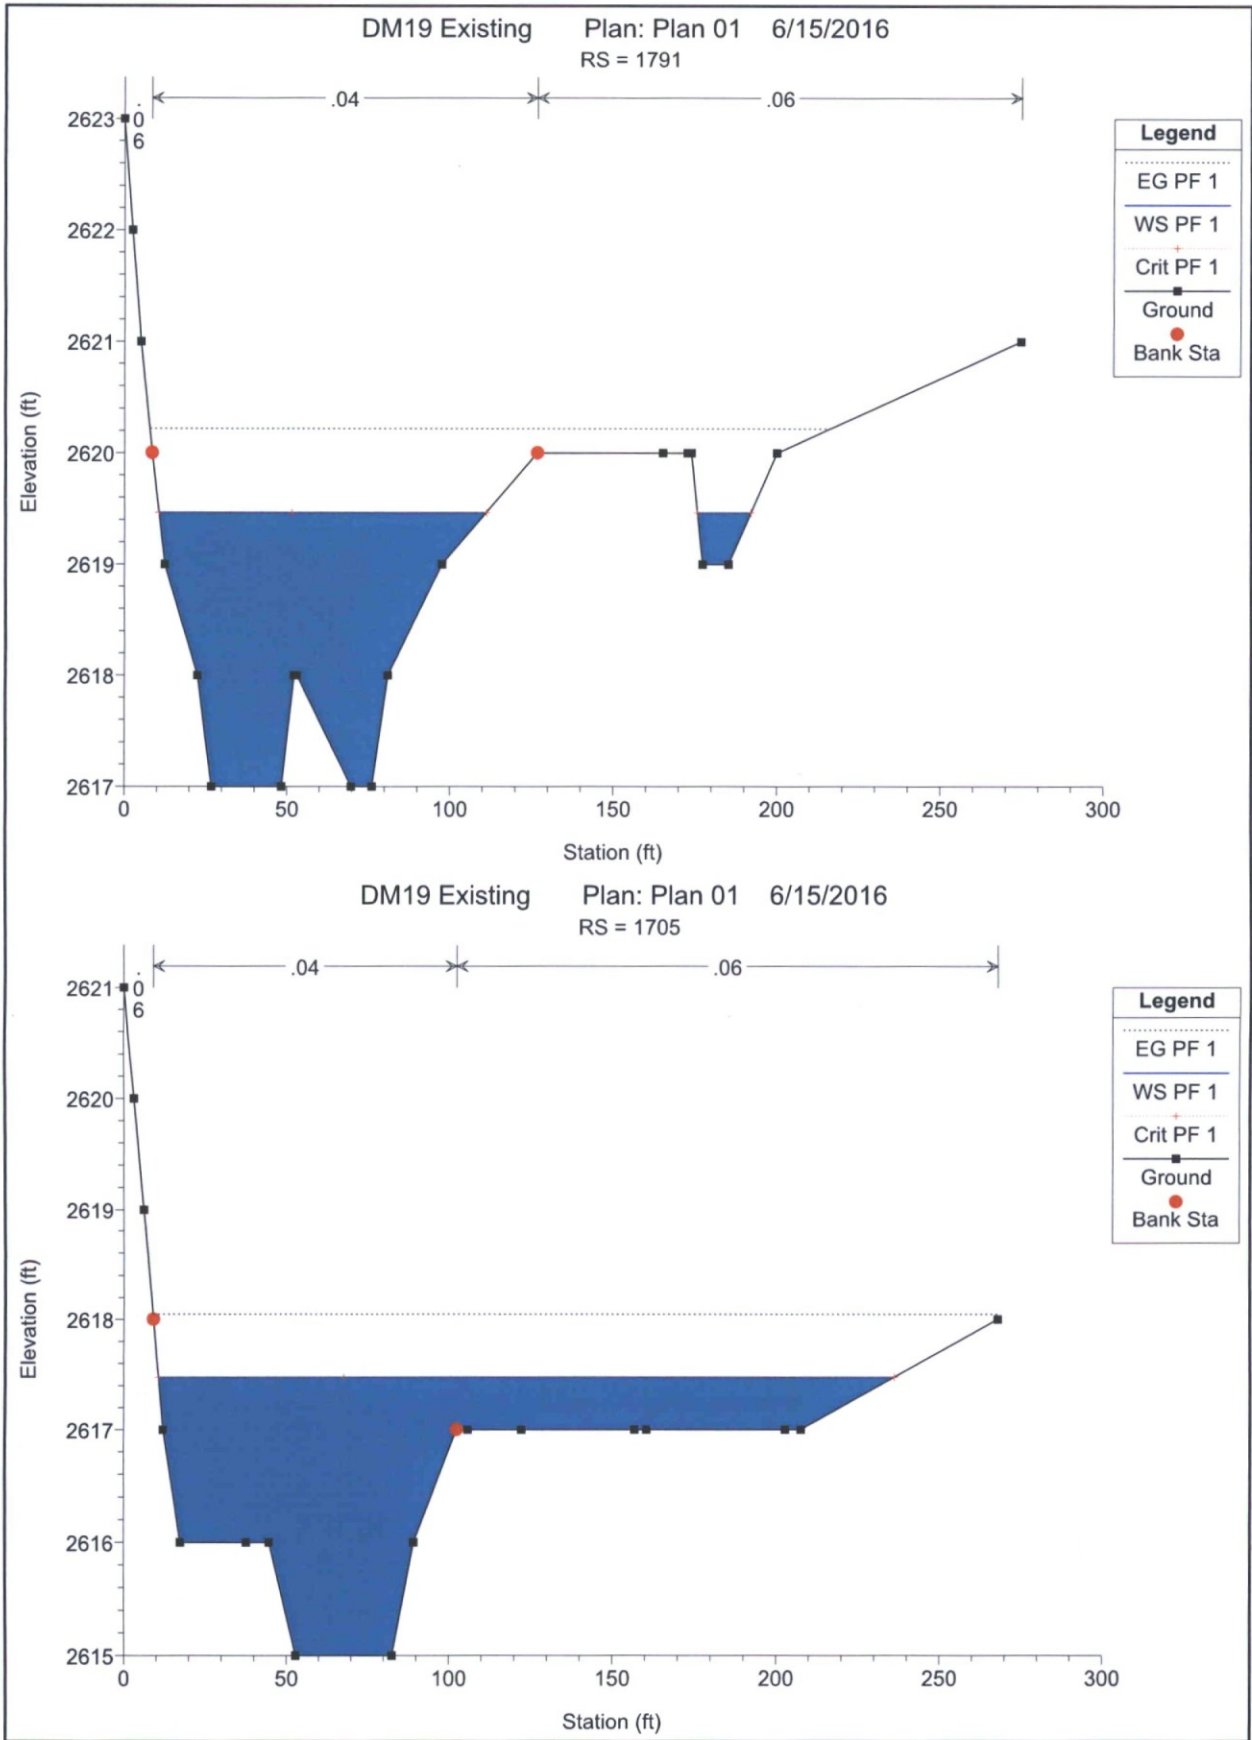 DM19 Existing Plan: Plan 01 6/15/2016
RS = 1791
.06
.04
.06
2623
2622
2621
2620
2619
2618
2617
Elevation (ft)
0 50 100 150 200 250 300
Station (ft)
Legend
EG PF 1
WS PF 1
Crit PF 1
Ground
Bank Sta
DM19 Existing Plan: Plan 01 6/15/2016
RS = 1705
.06
.04
.06
2621
2620
2619
2618
2617
2616
2615
Elevation (ft)
0 50 100 150 200 250 300
Station (ft)
Legend
EG PF 1
WS PF 1
Crit PF 1
Ground
Bank Sta